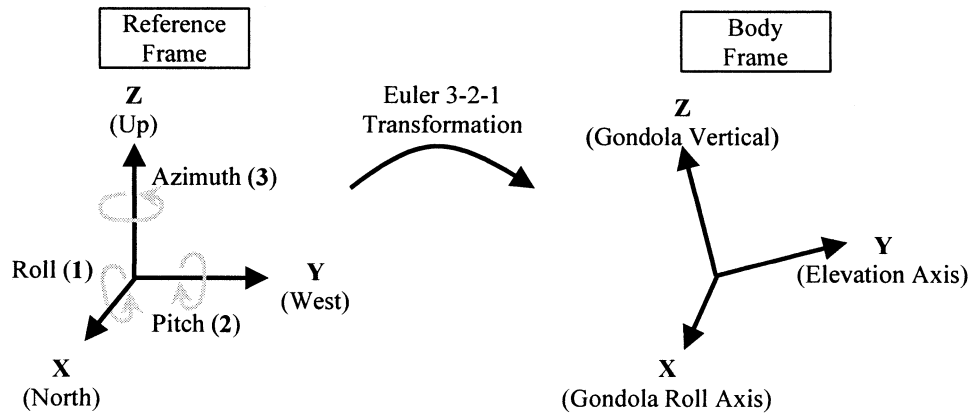 Reference
Frame
Z
(Up)
Azimuth (3)
Roll (1)
Y
(West)
Pitch (2)
X
(North)
Euler 3-2-1
Transformation
Body
Frame
Z
(Gondola Vertical)
Y
(Elevation Axis)
X
(Gondola Roll Axis)